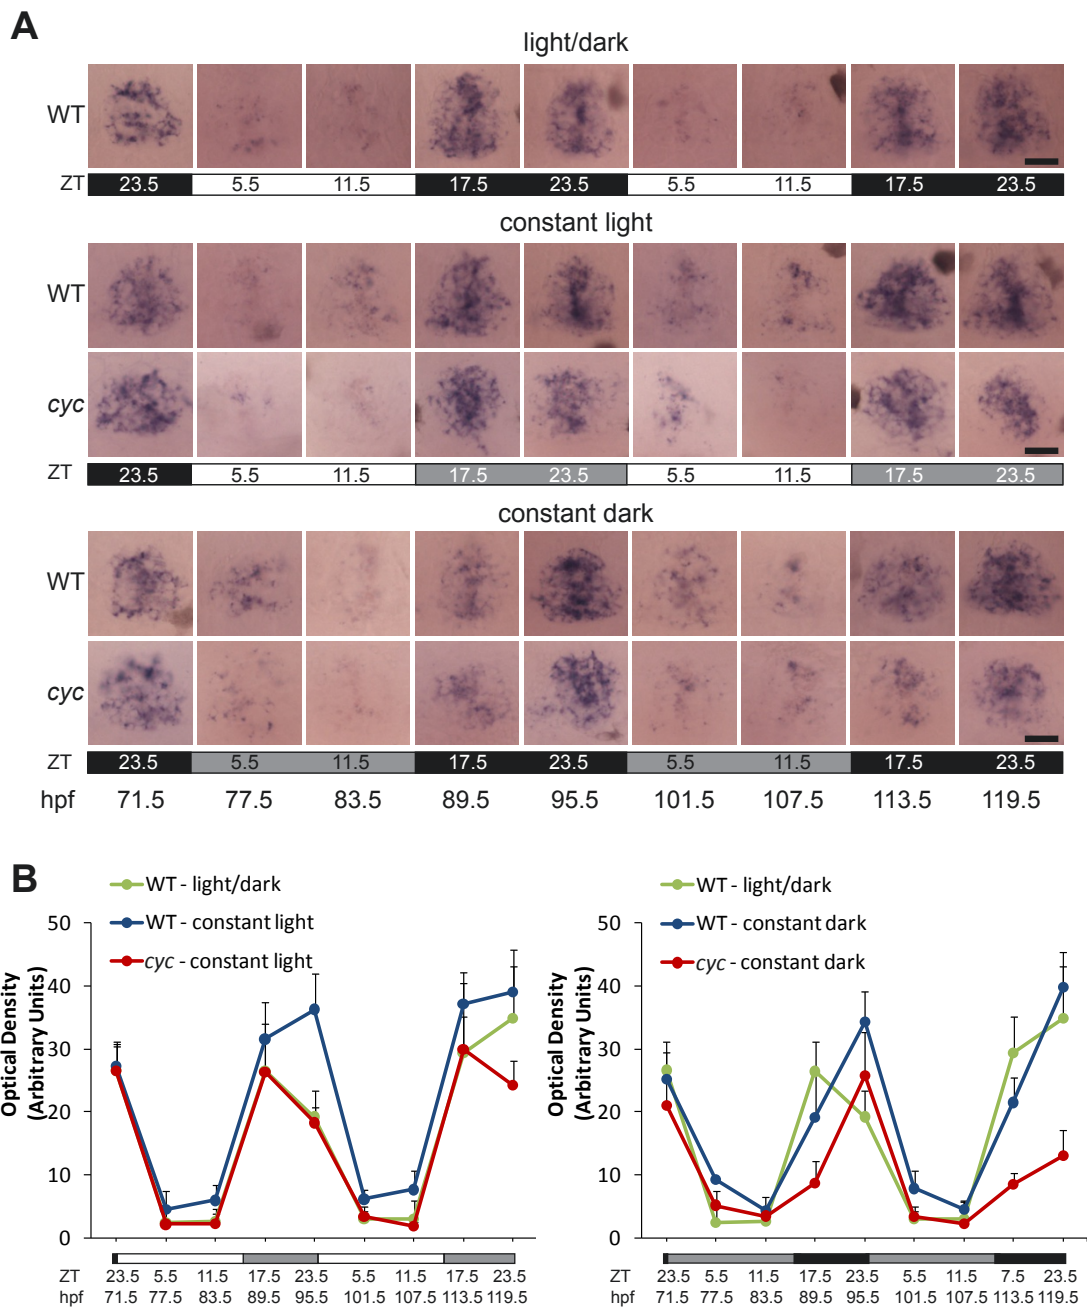 A
light/dark
WT
ZT 23.5 5.5 11.5 17.5 23.5 5.5 11.5 17.5 23.5
constant light
WT
cyc
ZT 23.5 5.5 11.5 17.5 23.5 5.5 11.5 17.5 23.5
constant dark
WT
cyc
ZT 23.5 5.5 11.5 17.5 23.5 5.5 11.5 17.5 23.5
hpf 71.5 77.5 83.5 89.5 95.5 101.5 107.5 113.5 119.5
B
WT - light/dark
WT - constant light
cyc - constant light
Optical Density
(Arbitrary Units)
50
40
30
20
10
0
ZT 23.5 5.5 11.5 17.5 23.5 5.5 11.5 17.5 23.5
hpf 71.5 77.5 83.5 89.5 95.5 101.5 107.5 113.5 119.5
WT - light/dark
WT - constant dark
cyc - constant dark
Optical Density
(Arbitrary Units)
50
40
30
20
10
0
ZT 23.5 5.5 11.5 17.5 23.5 5.5 11.5 7.5 23.5
hpf 71.5 77.5 83.5 89.5 95.5 101.5 107.5 113.5 119.5